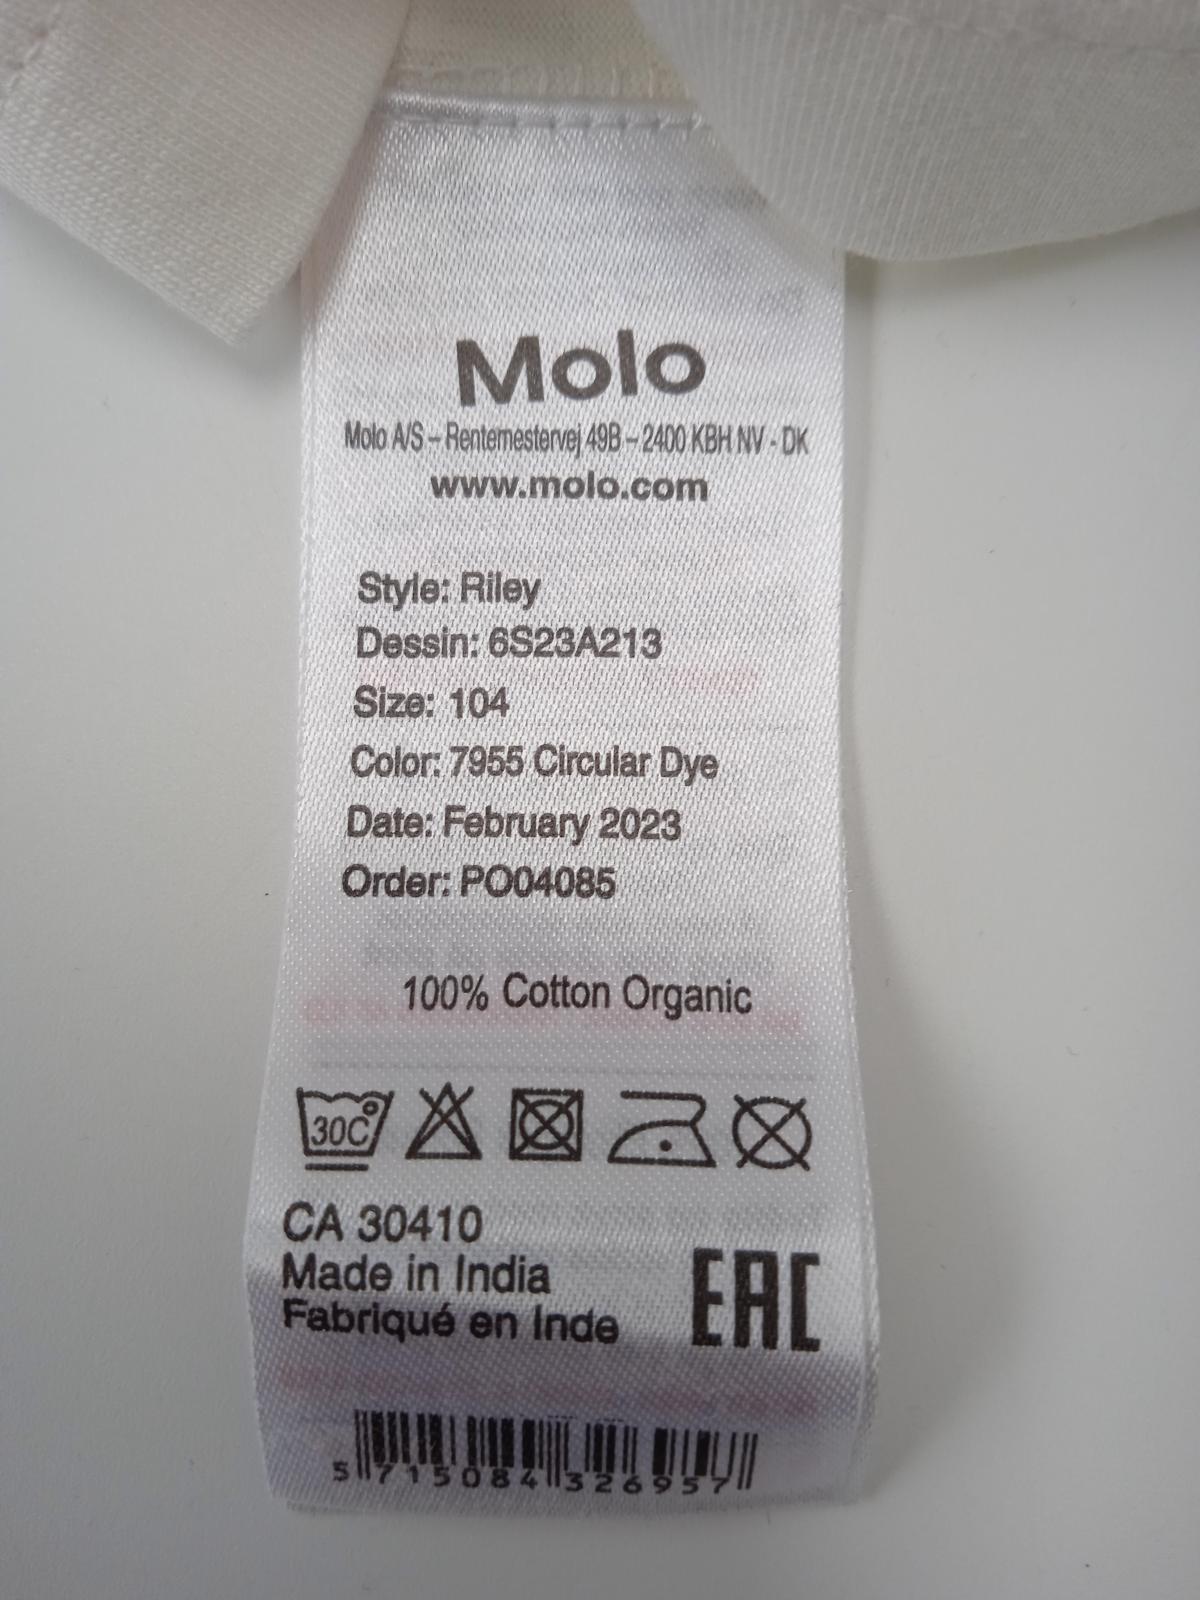 Molo
Molo A/S – Rentemestervej 49B – 2400 KBH NV - DK
www.molo.com
Style: Riley
Dessin: 6S23A213
Size: 104
Color: 7955 Circular Dye
Date: February 2023
Order: PO04085
100% Cotton Organic
30C
CA 30410
Made in India
Fabriqué en Inde
EAC
5 715084 326957